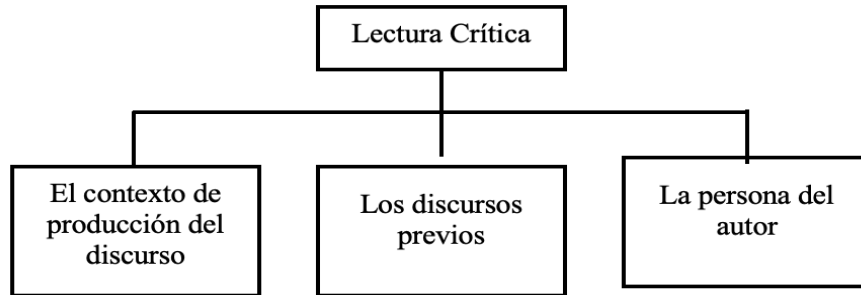 Lectura Crítica
El contexto de
producción del
discurso
Los discursos
previos
La persona del
autor